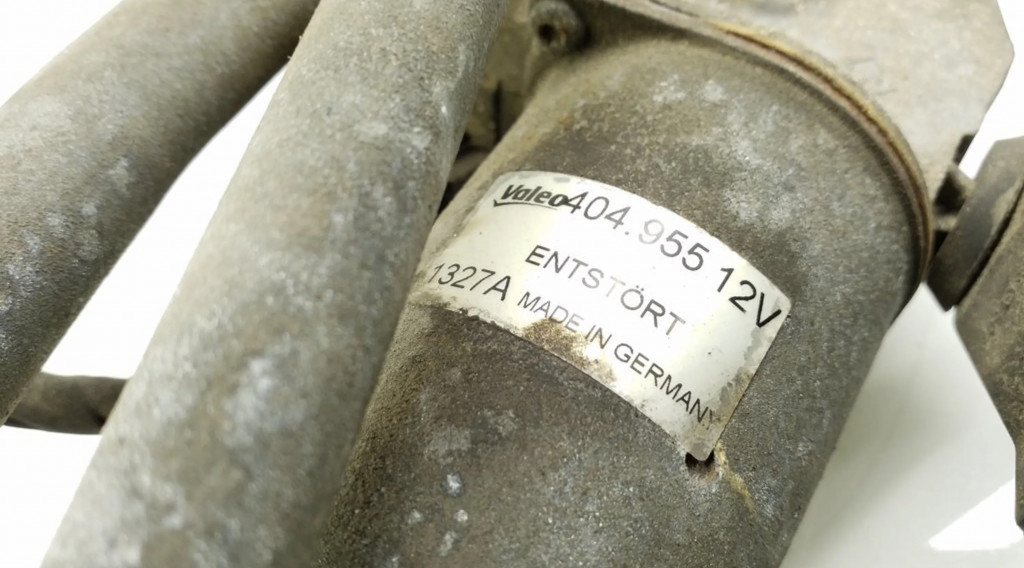 Valeo 404.955 12V
ENTSTÖRT
1327A MADE IN GERMANY